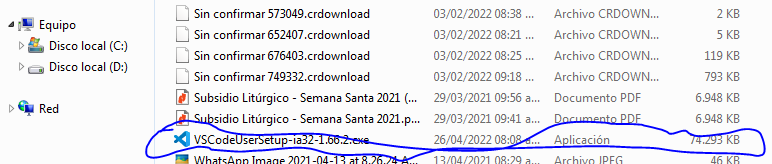 Equipo
Disco local (C:)
Disco local (D:)
Red
Sin confirmar 573049.crdownload 03/02/2022 08:38 ... Archivo CRDOWN... 2 KB
Sin confirmar 652407.crdownload 03/02/2022 08:21 ... Archivo CRDOWN... 5 KB
Sin confirmar 676403.crdownload 03/02/2022 08:25 ... Archivo CRDOWN... 119 KB
Sin confirmar 749332.crdownload 03/02/2022 09:18 ... Archivo CRDOWN... 793 KB
Subsidio Litúrgico - Semana Santa 2021 (... 29/03/2021 09:56 a... Documento PDF 6.948 KB
Subsidio Litúrgico - Semana Santa 2021.p... 29/03/2021 09:41 a... Documento PDF 6.948 KB
VSCodeUserSetup-ia32-1.66.2.exe 26/04/2022 08:08 a... Aplicación 74.293 KB
WhatsApp Image 2021-04-13 at 8.26.24 A... 13/04/2021 08:29 a... Archivo JPEG 46 KB